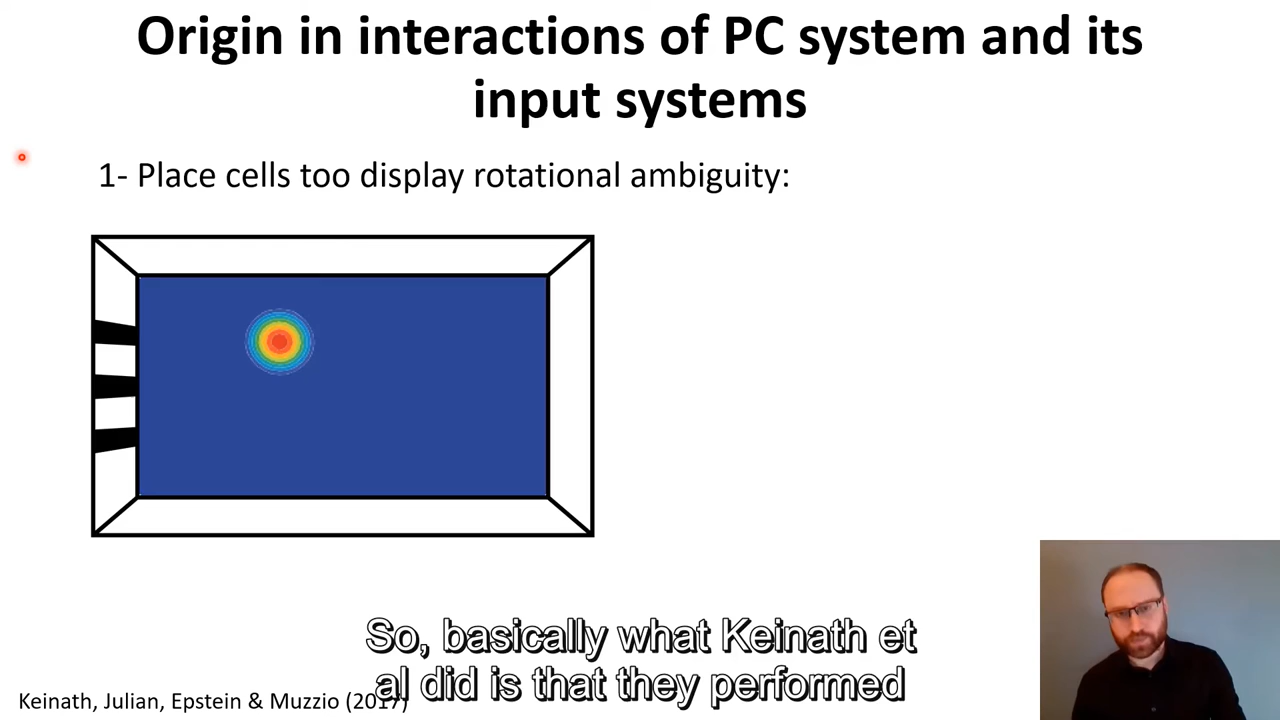 Origin in interactions of PC system and its
input systems
1- Place cells too display rotational ambiguity:
So, basically what Keinath et
al did is that they performed
Keinath, Julian, Epstein & Muzzio (2017)